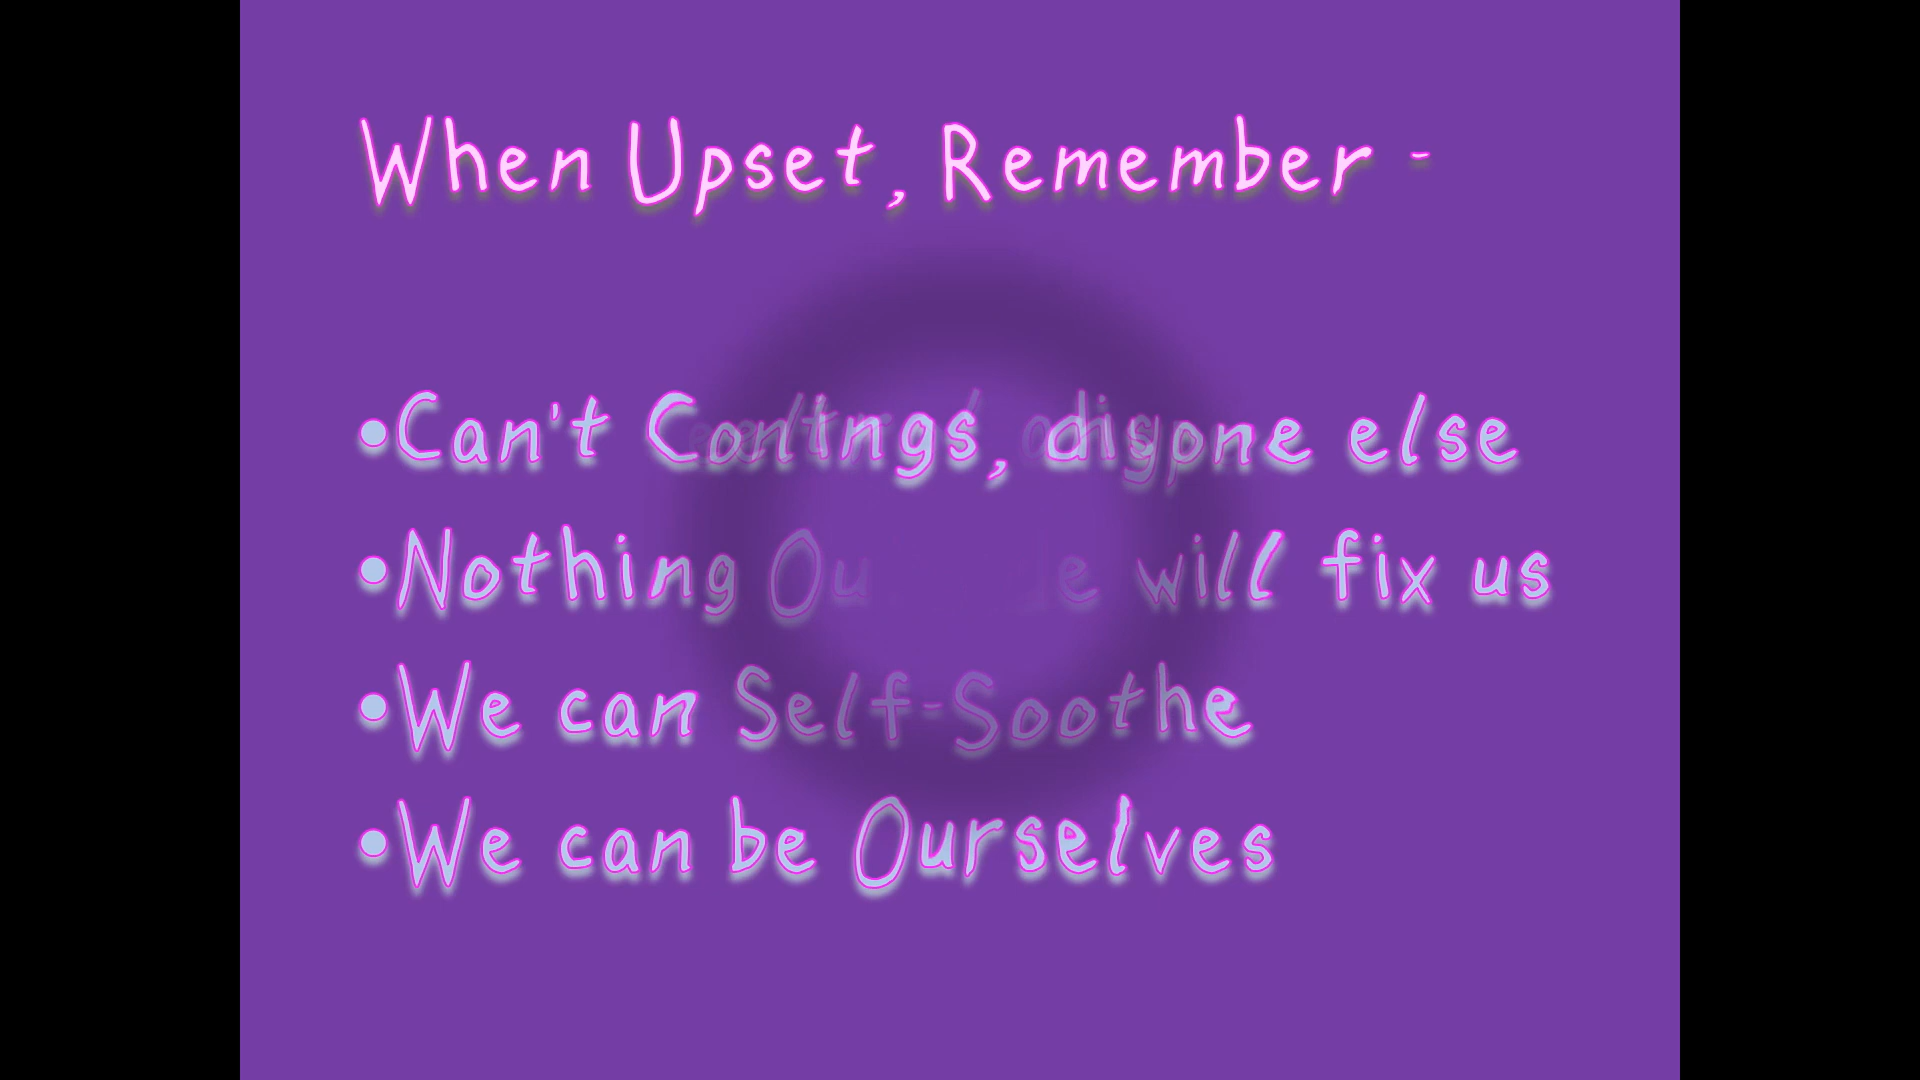 When Upset, Remember -
•Can't else
•Nothing will fix us
•We can Self-Soothe
•We can be Ourselves